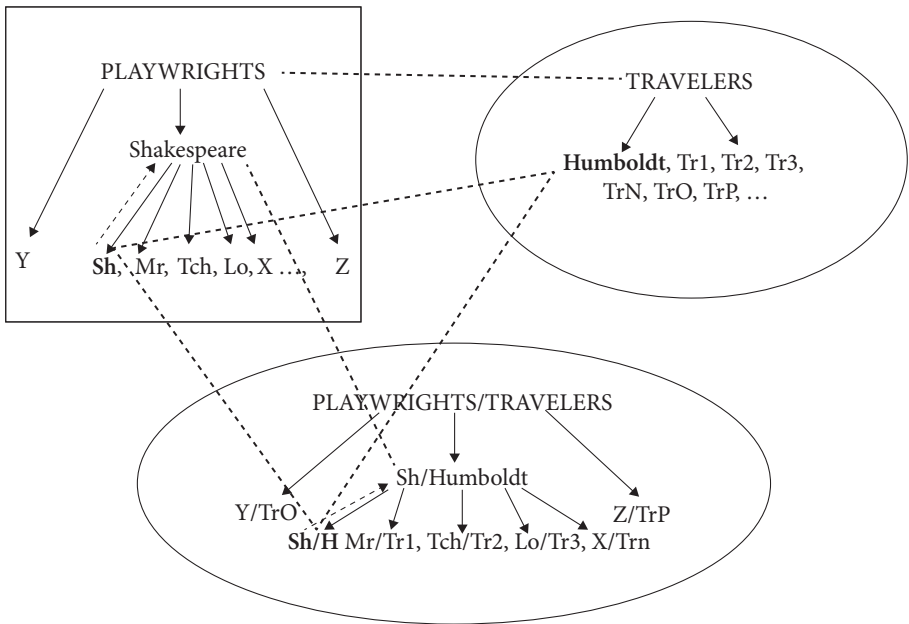 PLAYWRIGHTS
Shakespeare
Y
Sh, Mr, Tch, Lo, X …, Z
TRAVELERS
Humboldt, Tr1, Tr2, Tr3,
TrN, TrO, TrP, …
PLAYWRIGHTS/TRAVELERS
Sh/Humboldt
Y/TrO
Z/TrP
Sh/H Mr/Tr1, Tch/Tr2, Lo/Tr3, X/Trn